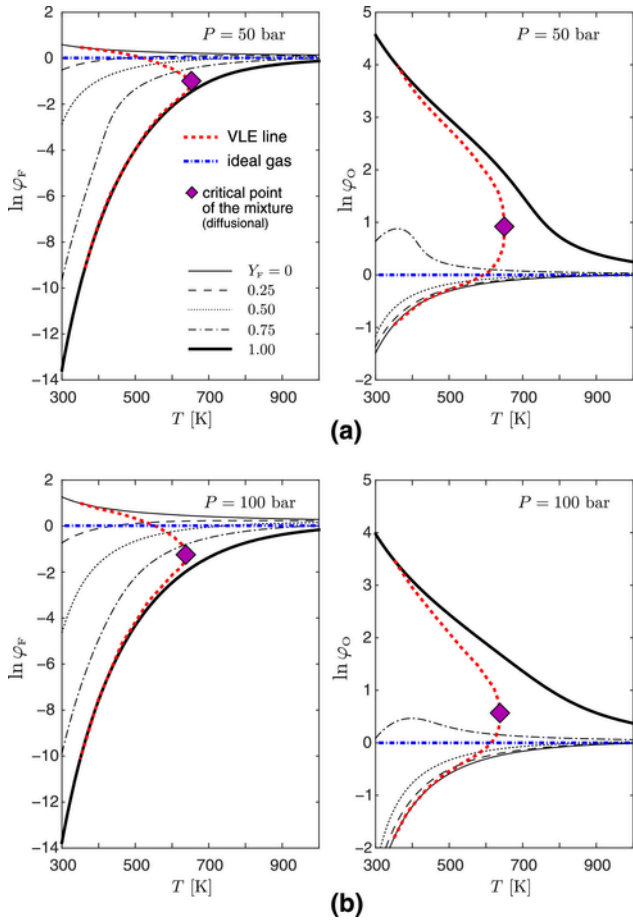 P = 50 bar
ln φF
VLE line
ideal gas
critical point
of the mixture
(diffusional)
YF = 0
0.25
0.50
0.75
1.00
2
0
−2
−4
−6
−8
−10
−12
−14
300
500
700
900
T [K]
P = 50 bar
ln φO
5
4
3
2
1
0
−1
−2
300
500
700
900
T [K]
(a)
P = 100 bar
ln φF
2
0
−2
−4
−6
−8
−10
−12
−14
300
500
700
900
T [K]
P = 100 bar
ln φO
5
4
3
2
1
0
−1
−2
300
500
700
900
T [K]
(b)